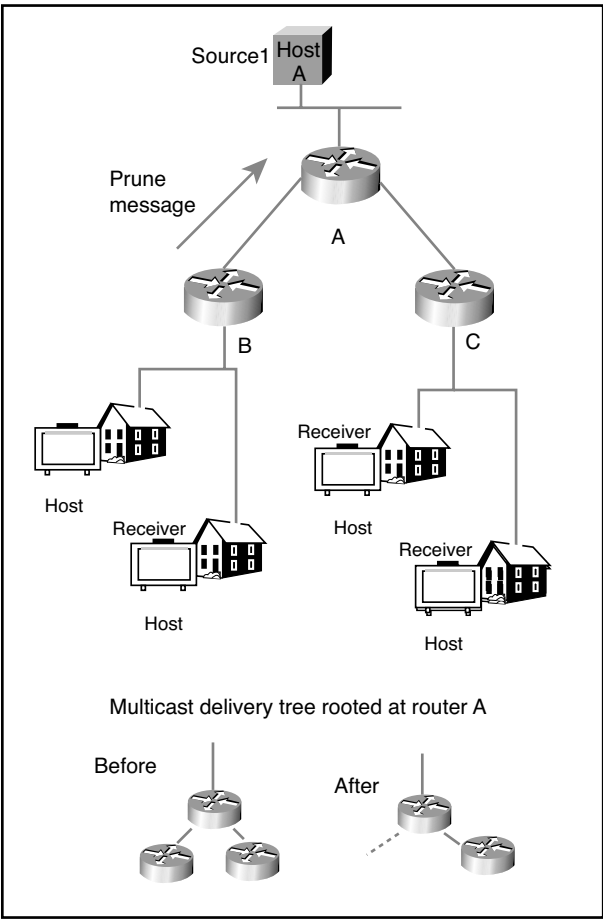 Source1
Host
A
Prune
message
A
B
C
Host
Receiver
Host
Receiver
Host
Receiver
Host
Multicast delivery tree rooted at router A
Before
After